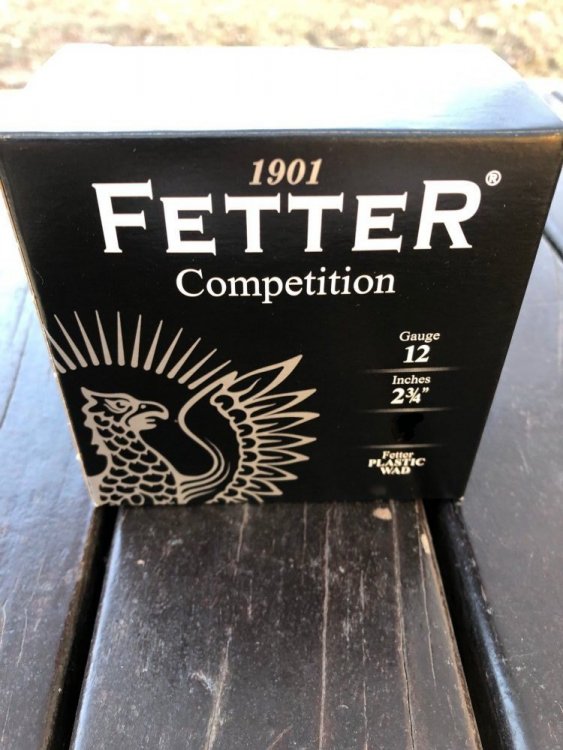 1901
FETTER®
Competition
Gauge
12
Inches
2¾"
Fetter
PLASTIC
WAD